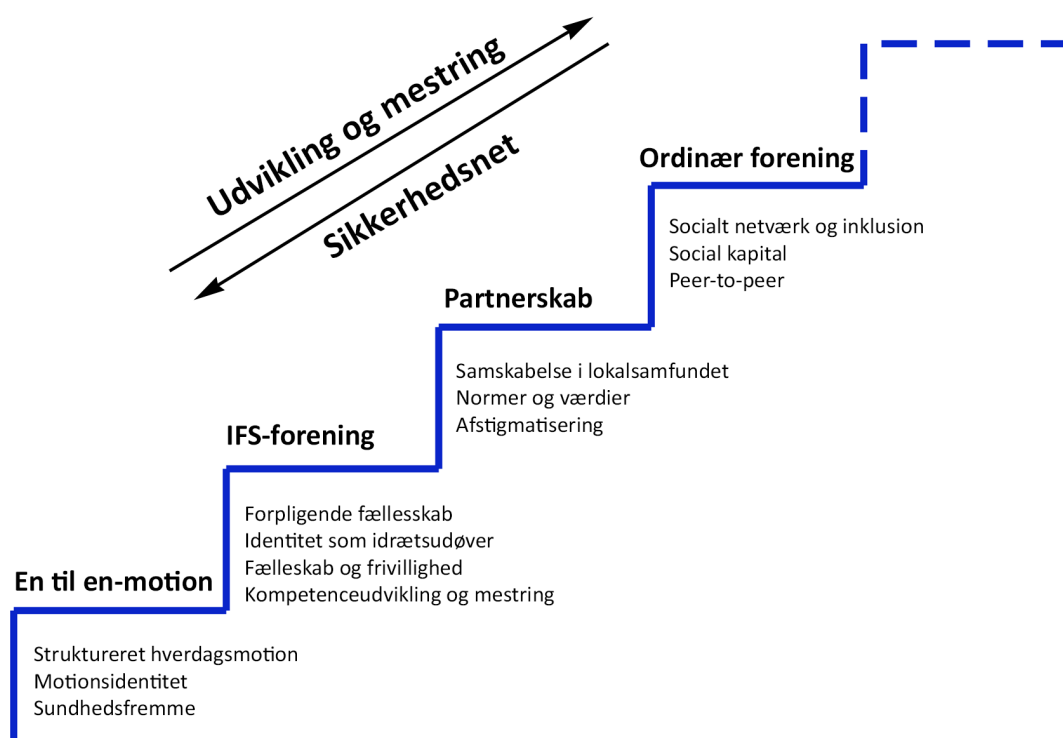 Udvikling og mestring
Sikkerhedsnet
Ordinær forening
Socialt netværk og inklusion
Social kapital
Peer-to-peer
Partnerskab
Samskabelse i lokalsamfundet
Normer og værdier
Afstigmatisering
IFS-forening
Forpligende fællesskab
Identitet som idrætsudøver
Fælleskab og frivillighed
Kompetenceudvikling og mestring
En til en-motion
Struktureret hverdagsmotion
Motionsidentitet
Sundhedsfremme